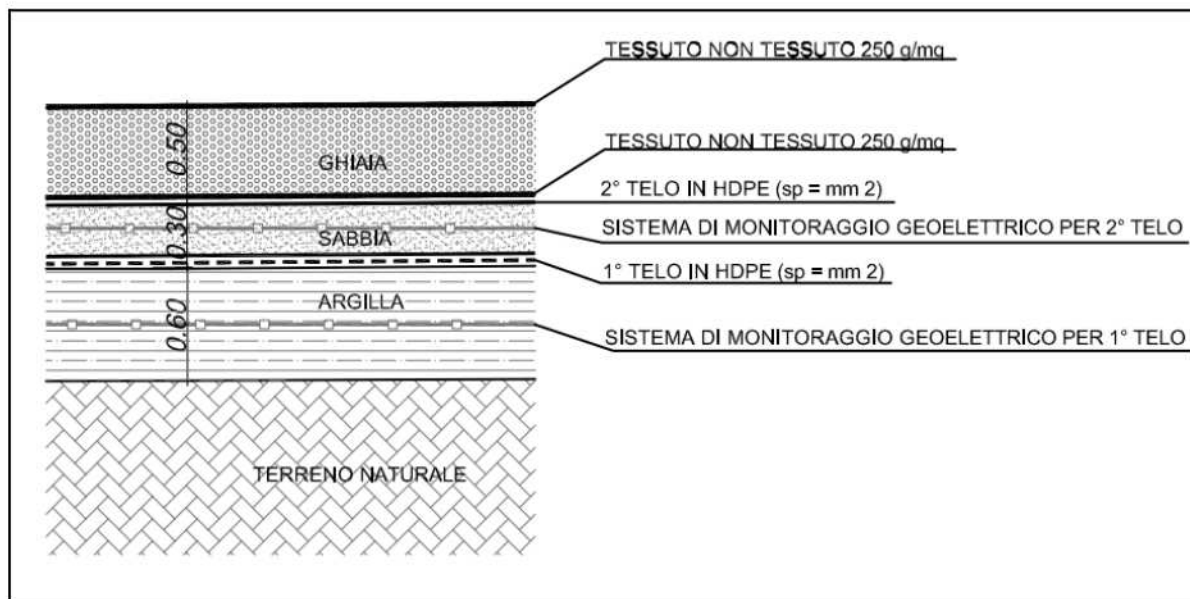 TESSUTO NON TESSUTO 250 g/mq
0.50
GHIAIA
TESSUTO NON TESSUTO 250 g/mq
2° TELO IN HDPE (sp = mm 2)
0.30
SABBIA
SISTEMA DI MONITORAGGIO GEOELETTRICO PER 2° TELO
1° TELO IN HDPE (sp = mm 2)
ARGILLA
0.60
SISTEMA DI MONITORAGGIO GEOELETTRICO PER 1° TELO
TERRENO NATURALE